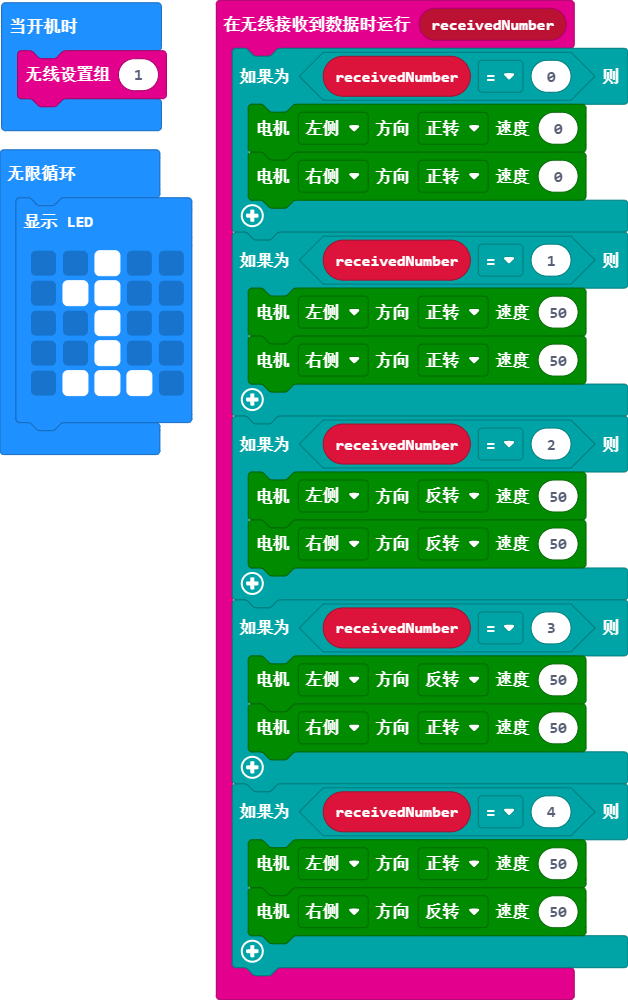 当开机时
无线设置组 1
无限循环
显示 LED
在无线接收到数据时运行 receivedNumber
如果为 receivedNumber = 0 则
电机 左侧 方向 正转 速度 0
电机 右侧 方向 正转 速度 0
如果为 receivedNumber = 1 则
电机 左侧 方向 正转 速度 50
电机 右侧 方向 正转 速度 50
如果为 receivedNumber = 2 则
电机 左侧 方向 反转 速度 50
电机 右侧 方向 反转 速度 50
如果为 receivedNumber = 3 则
电机 左侧 方向 反转 速度 50
电机 右侧 方向 正转 速度 50
如果为 receivedNumber = 4 则
电机 左侧 方向 正转 速度 50
电机 右侧 方向 反转 速度 50